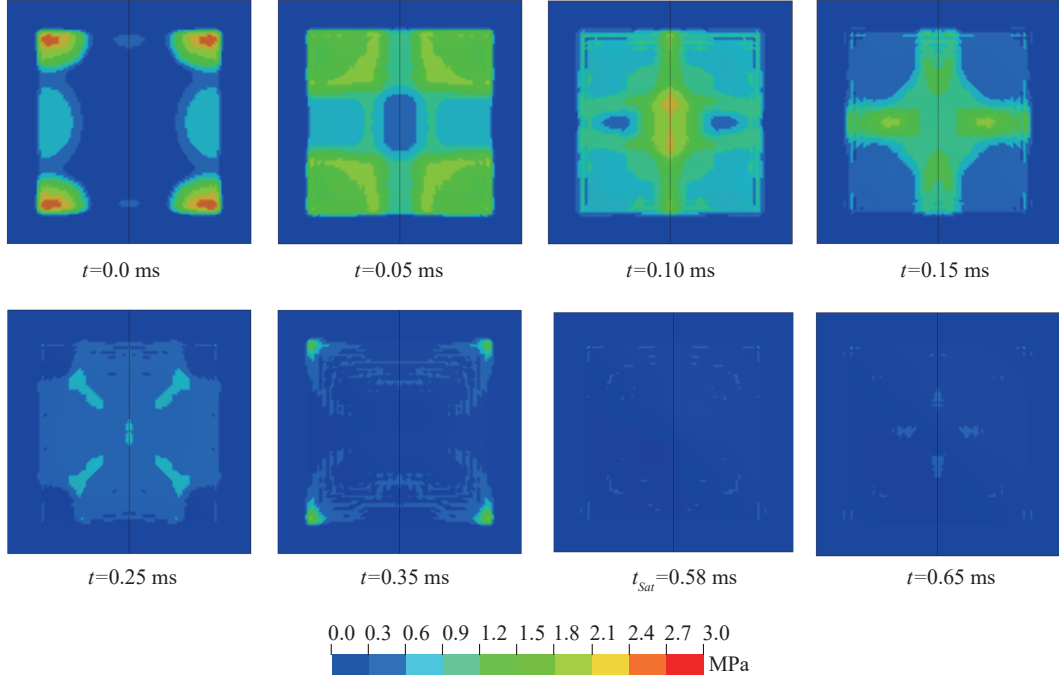 t=0.0 ms t=0.05 ms t=0.10 ms t=0.15 ms
t=0.25 ms t=0.35 ms tSat=0.58 ms t=0.65 ms
0.0 0.3 0.6 0.9 1.2 1.5 1.8 2.1 2.4 2.7 3.0
MPa